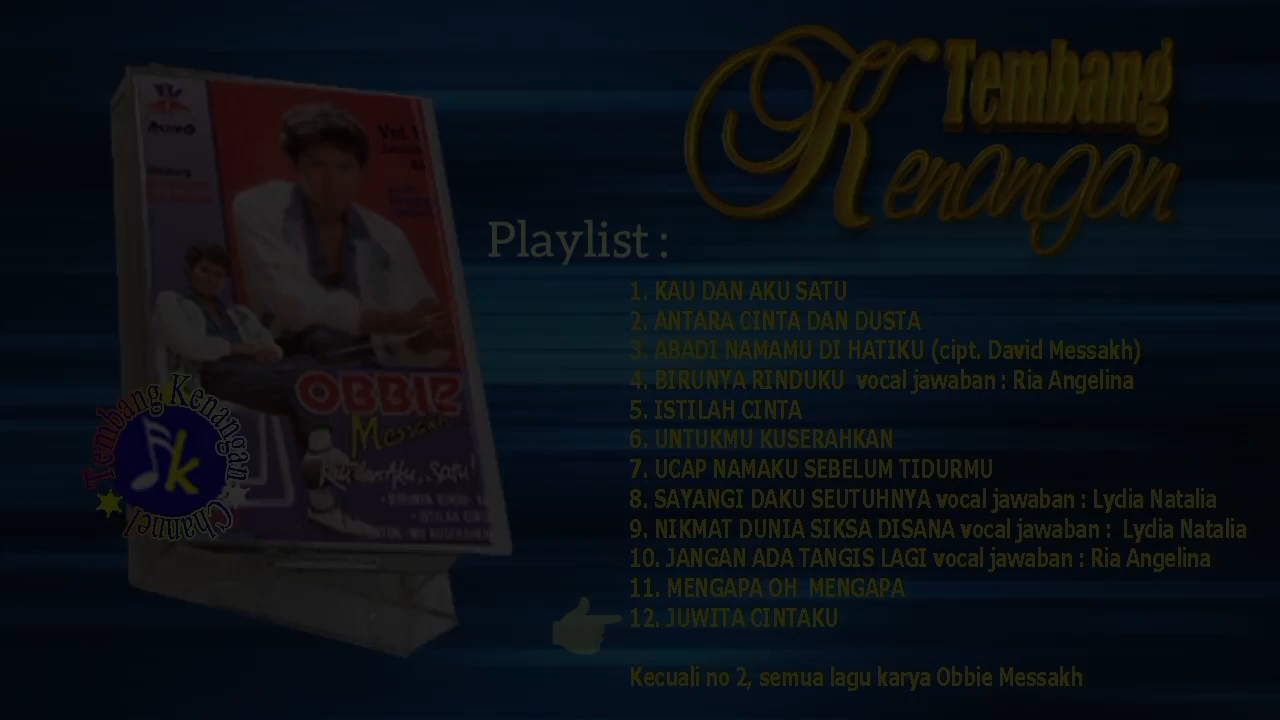 Tembang
Kenangan
Vol. 1
OBBIE
Messakh
Kau dan Aku.. Satu!
Tembang Kenangan
Channel
k
Playlist :
1. KAU DAN AKU SATU
2. ANTARA CINTA DAN DUSTA
3. ABADI NAMAMU DI HATIKU (cipt. David Messakh)
4. BIRUNYA RINDUKU vocal jawaban : Ria Angelina
5. ISTILAH CINTA
6. UNTUKMU KUSERAHKAN
7. UCAP NAMAKU SEBELUM TIDURMU
8. SAYANGI DAKU SEUTUHNYA vocal jawaban : Lydia Natalia
9. NIKMAT DUNIA SIKSA DISANA vocal jawaban : Lydia Natalia
10. JANGAN ADA TANGIS LAGI vocal jawaban : Ria Angelina
11. MENGAPA OH MENGAPA
12. JUWITA CINTAKU
Kecuali no 2, semua lagu karya Obbie Messakh